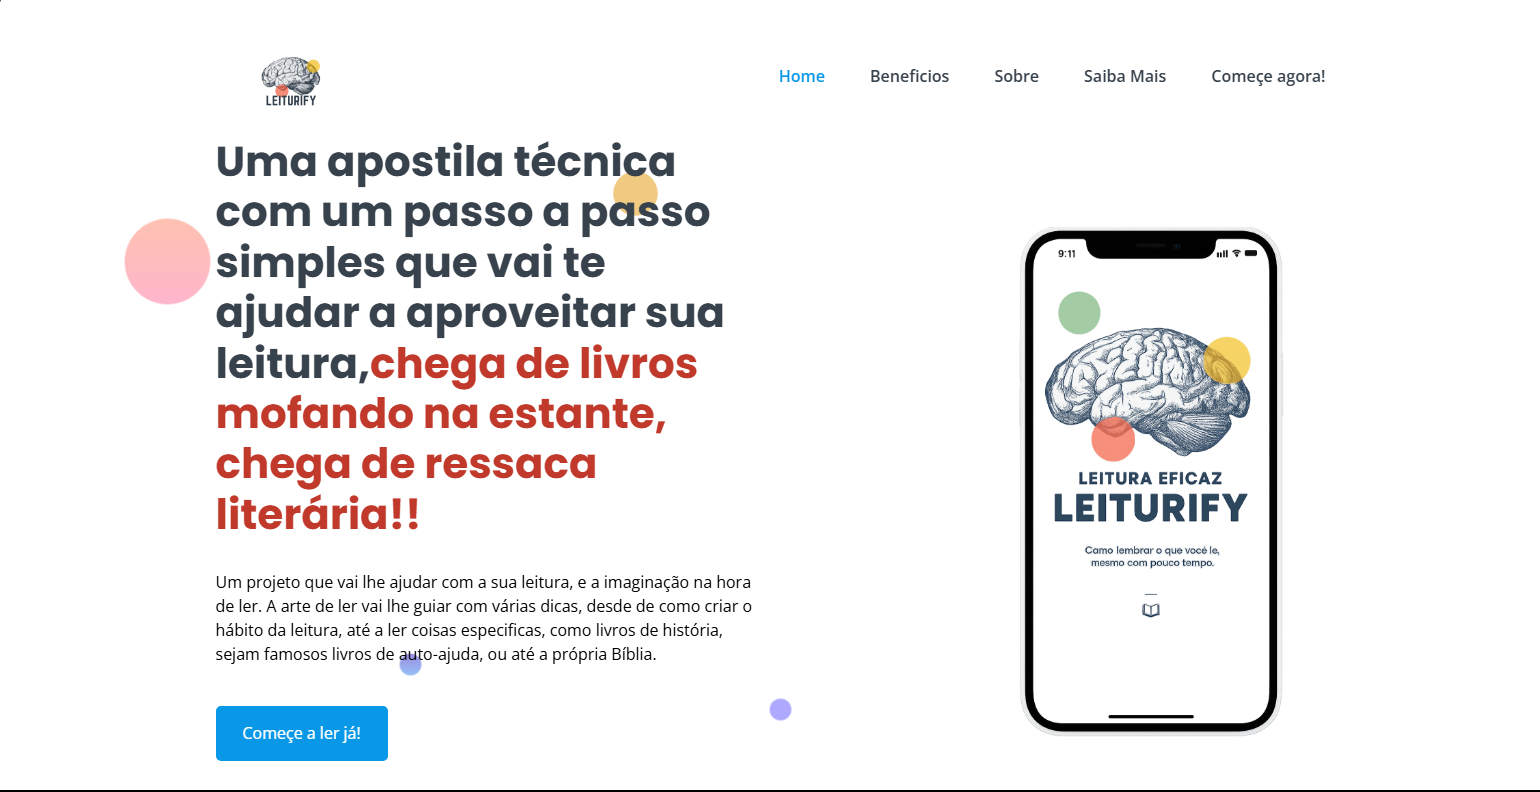 LEITURIFY
Home Beneficios Sobre Saiba Mais Começe agora!
Uma apostila técnica
com um passo a passo
simples que vai te
ajudar a aproveitar sua
leitura,chega de livros
mofando na estante,
chega de ressaca
literária!!
Um projeto que vai lhe ajudar com a sua leitura, e a imaginação na hora
de ler. A arte de ler vai lhe guiar com várias dicas, desde de como criar o
hábito da leitura, até a ler coisas especificas, como livros de história,
sejam famosos livros de auto-ajuda, ou até a própria Bíblia.
Começe a ler já!
9:11
LEITURA EFICAZ
LEITURIFY
Camo lembrar o que você le,
mesmo com pouco tempo.